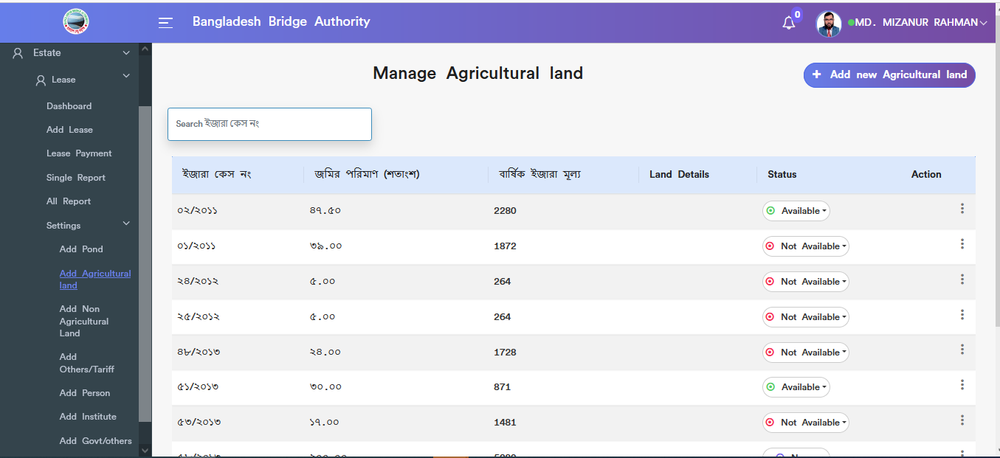 Bangladesh Bridge Authority
0
MD. MIZANUR RAHMAN
Estate
Lease
Dashboard
Add Lease
Lease Payment
Single Report
All Report
Settings
Add Pond
Add Agricultural
land
Add Non
Agricultural
Land
Add
Others/Tariff
Add Person
Add Institute
Add Govt/others
Manage Agricultural land
+ Add new Agricultural land
Search ইজারা কেস নং
ইজারা কেস নং জমির পরিমাণ (শতাংশ) বার্ষিক ইজারা মূল্য Land Details Status Action
০২/২০১১ ৪৭.৫০ 2280 Available
০১/২০১১ ৩৯.০০ 1872 Not Available
২৪/২০১২ ৫.০০ 264 Not Available
২৫/২০১২ ৫.০০ 264 Not Available
৪৮/২০১৩ ২৪.০০ 1728 Not Available
৫১/২০১৩ ৩০.০০ 871 Available
৫৩/২০১৩ ১৭.০০ 1481 Not Available